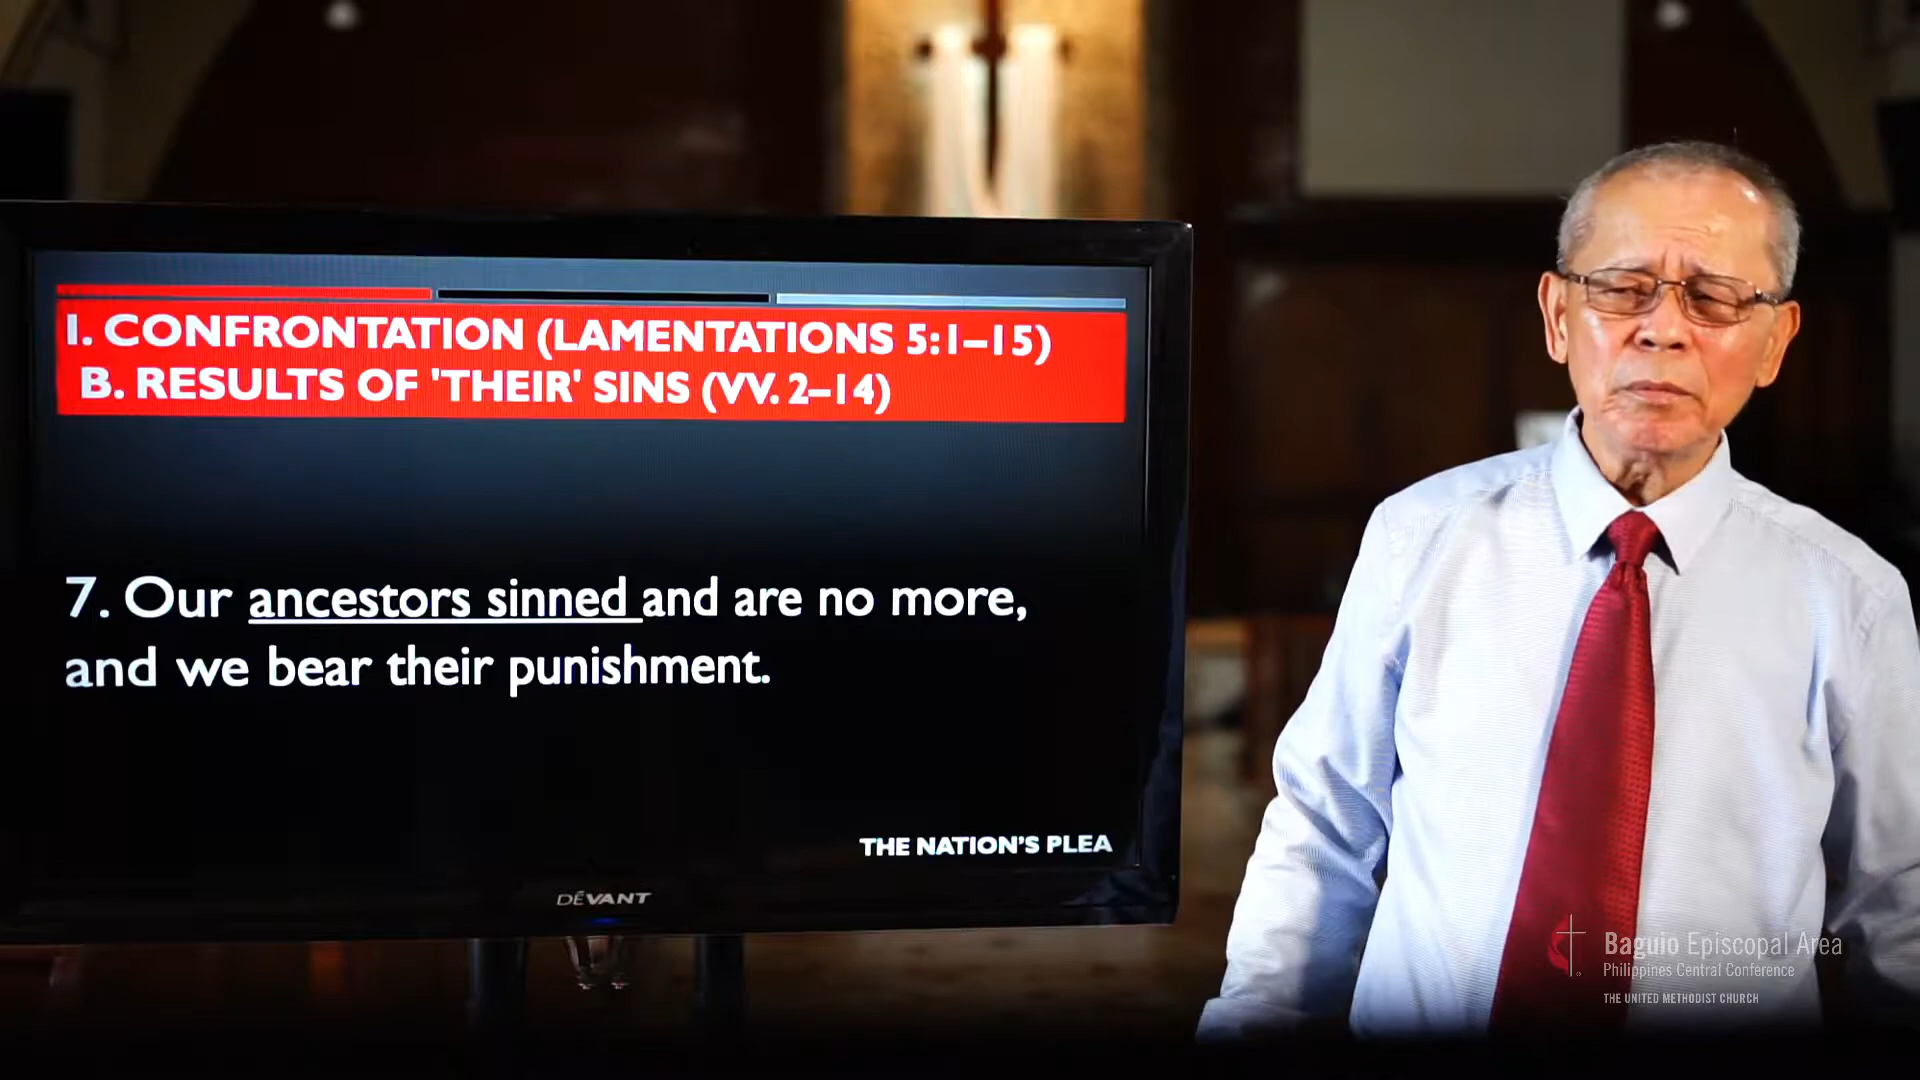 I. CONFRONTATION (LAMENTATIONS 5:1–15)
B. RESULTS OF 'THEIR' SINS (VV. 2–14)
7. Our ancestors sinned and are no more,
and we bear their punishment.
THE NATION'S PLEA
DEVANT
Baguio Episcopal Area
Philippines Central Conference
THE UNITED METHODIST CHURCH